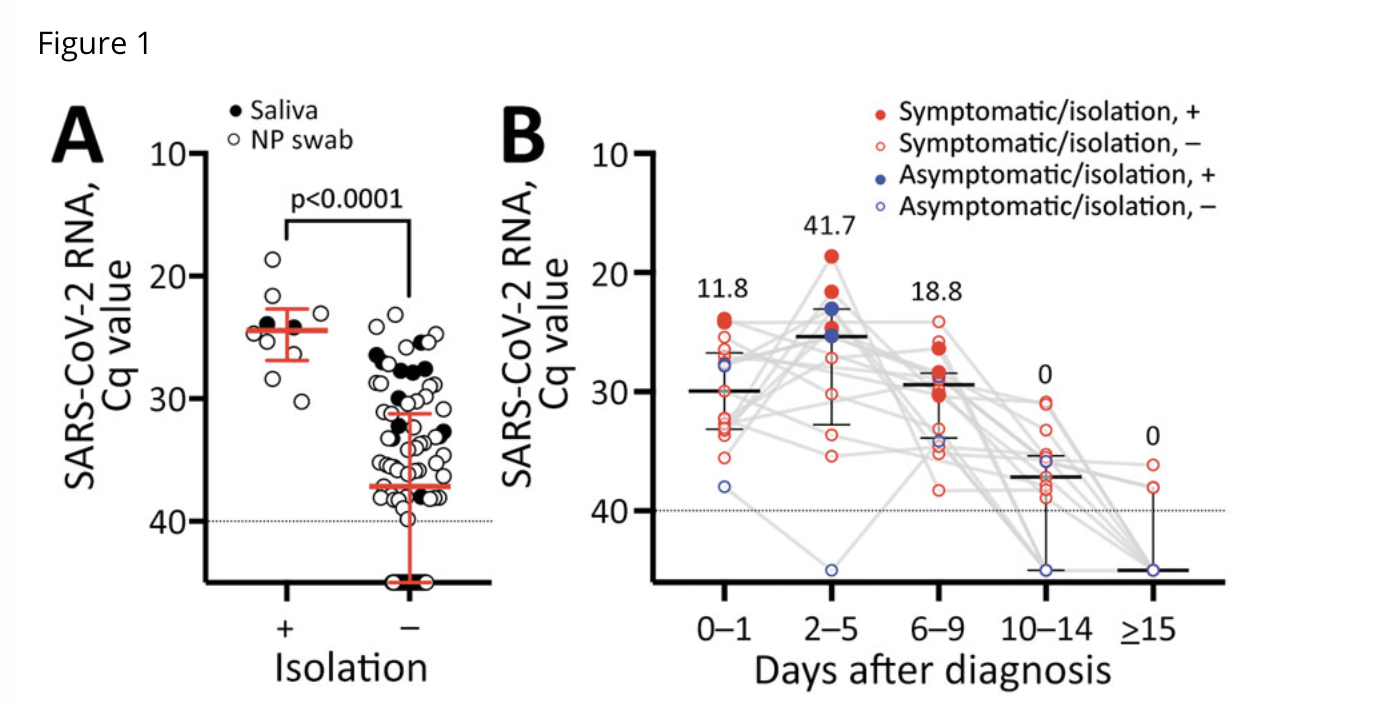 Figure 1
A
Saliva
NP swab
SARS-CoV-2 RNA,
Cq value
10
20
30
40
p<0.0001
+
–
Isolation
B
Symptomatic/isolation, +
Symptomatic/isolation, –
Asymptomatic/isolation, +
Asymptomatic/isolation, –
SARS-CoV-2 RNA,
Cq value
10
20
30
40
11.8
41.7
18.8
0
0
0–1
2–5
6–9
10–14
≥15
Days after diagnosis